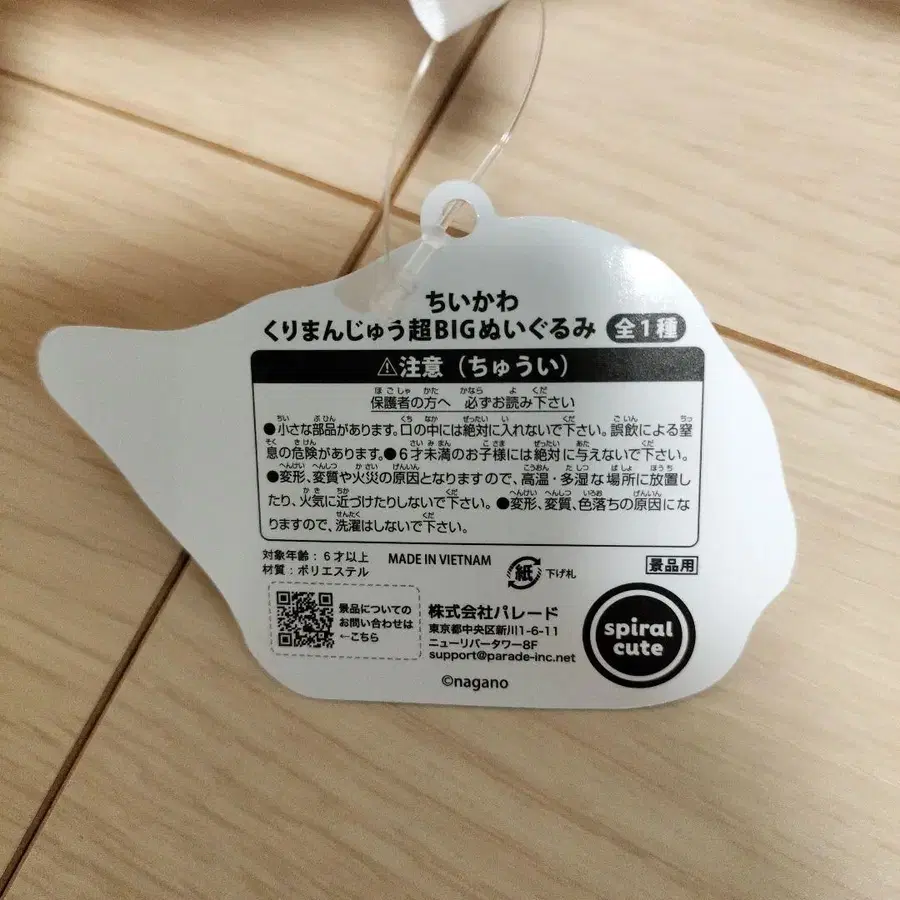 ちいかわ
くりまんじゅう超BIGぬいぐるみ 全1種
⚠注意（ちゅうい）
保護者の方へ 必ずお読み下さい
●小さな部品があります。口の中には絶対に入れないで下さい。誤飲による窒
息の危険があります。●6才未満のお子様には絶対に与えないで下さい。
●変形、変質や火災の原因となりますので、高温・多湿な場所に放置し
たり、火気に近づけたりしないで下さい。●変形、変質、色落ちの原因にな
りますので、洗濯はしないで下さい。
対象年齢：6才以上
材質：ポリエステル
MADE IN VIETNAM
紙 下げ札
景品用
景品についての
お問い合わせは
←こちら
株式会社パレード
東京都中央区新川1-6-11
ニューリバータワー8F
support@parade-inc.net
spiral
cute
©nagano